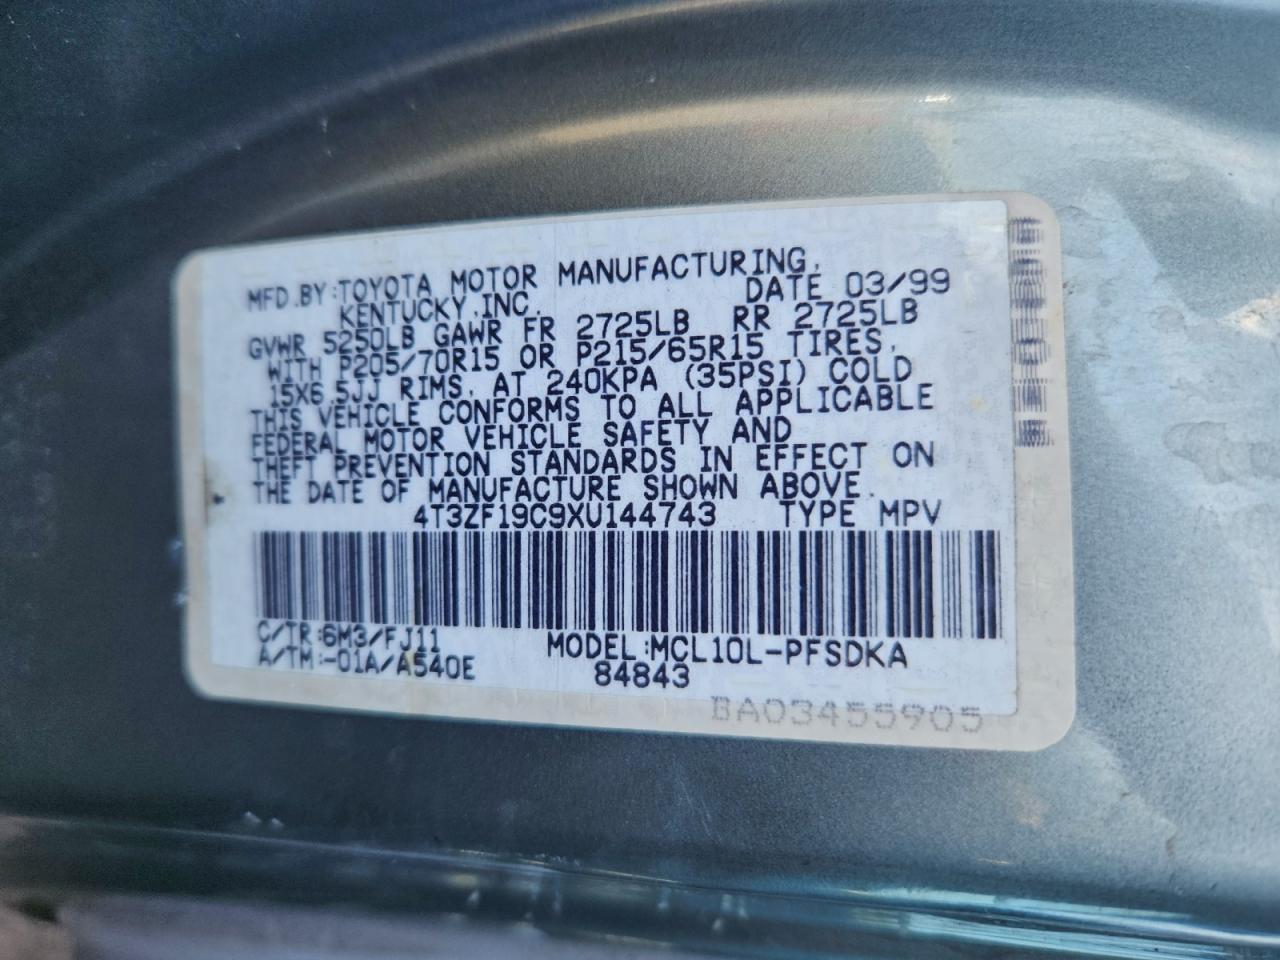 MFD.BY:TOYOTA MOTOR MANUFACTURING,
KENTUCKY,INC. DATE 03/99
GVWR 5250LB GAWR FR 2725LB RR 2725LB
WITH P205/70R15 OR P215/65R15 TIRES,
15X6.5JJ RIMS, AT 240KPA (35PSI) COLD
THIS VEHICLE CONFORMS TO ALL APPLICABLE
FEDERAL MOTOR VEHICLE SAFETY AND
THEFT PREVENTION STANDARDS IN EFFECT ON
THE DATE OF MANUFACTURE SHOWN ABOVE.
4T3ZF19C9XU144743 TYPE MPV
C/TR:6M3/FJ11 MODEL:MCL10L-PFSDKA
A/TM:-01A/A540E 84843
BA03455905